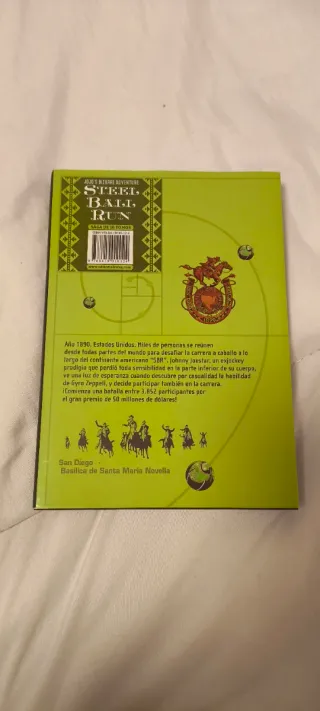 JOJO'S BIZARRE ADVENTURE
STEEL
BALL
RUN
Año 1890, Estados Unidos. Miles de personas se reúnen
desde todas partes del mundo para desafiar la carrera a caballo a lo
largo del continente americano "SBR". Johnny Joestar, un exjockey
prodigio que perdió toda sensibilidad en la parte inferior de su cuerpo,
ve una luz de esperanza cuando descubre por casualidad la habilidad
de Gyro Zeppeli, y decide participar también en la carrera.
¡Comienza una batalla entre 3.852 participantes por
el gran premio de 50 millones de dólares!
San Diego
Basilica de Santa Maria Novella